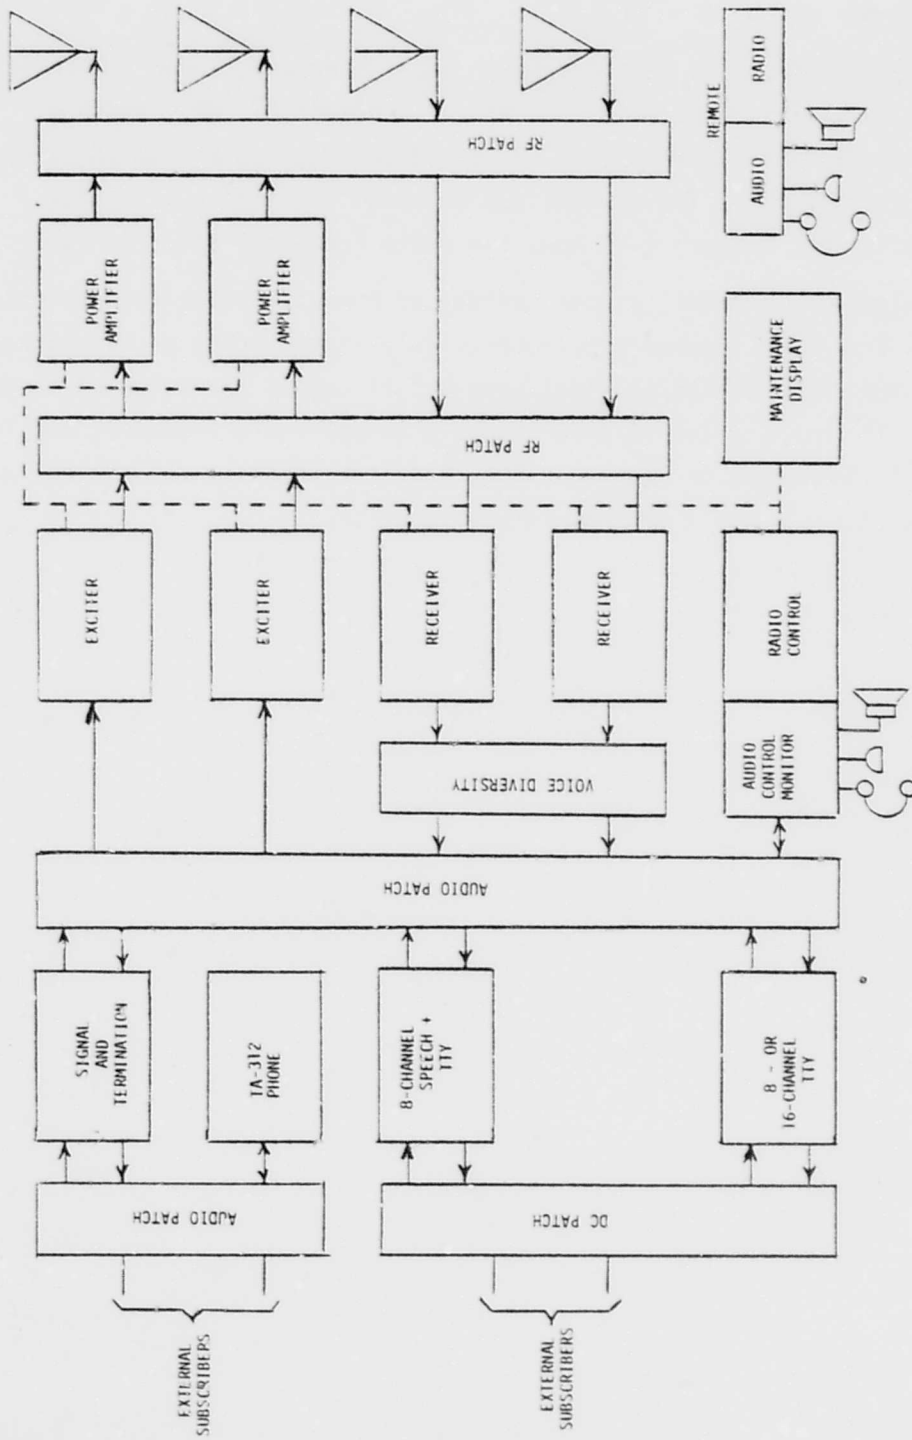 EXTERNAL
SUBSCRIBERS
EXTERNAL
SUBSCRIBERS
AUDIO PATCH
DC PATCH
SIGNAL
AND
TERMINATION
TA-312
PHONE
8-CHANNEL
SPEECH +
TTY
8 - OR
16-CHANNEL
TTY
AUDIO PATCH
VOICE DIVERSITY
AUDIO
CONTROL
MONITOR
EXCITER
EXCITER
RECEIVER
RECEIVER
RADIO
CONTROL
RF PATCH
POWER
AMPLIFIER
POWER
AMPLIFIER
MAINTENANCE
DISPLAY
RF PATCH
REMOTE
AUDIO
RADIO